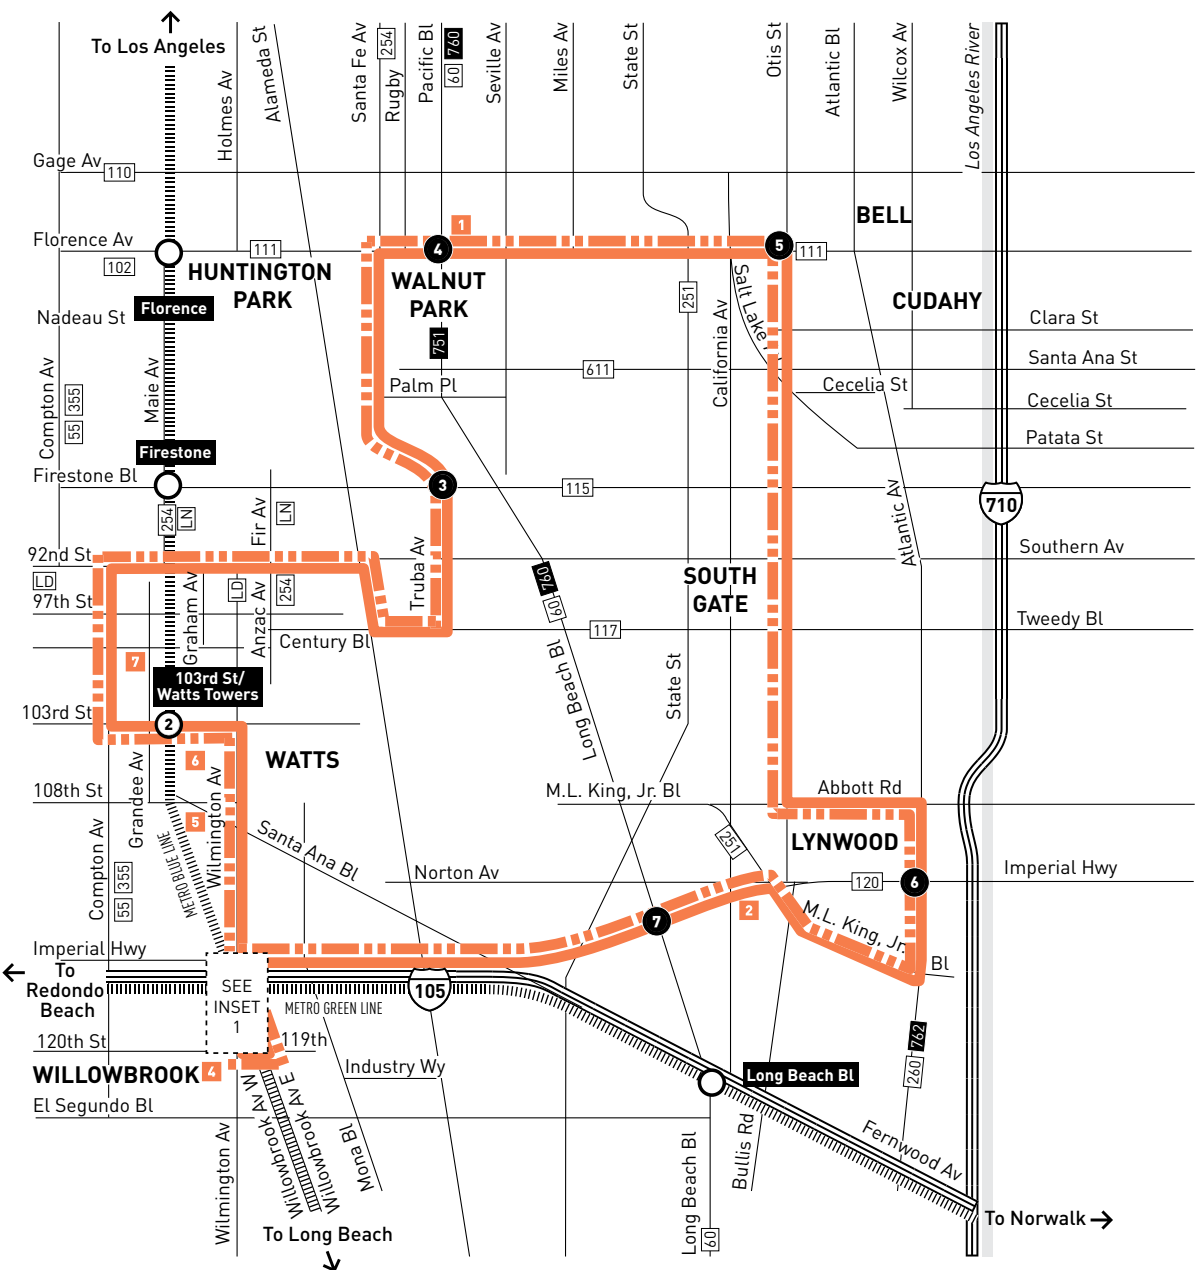 To Los Angeles
Holmes Av
Alameda St
Santa Fe Av
254
Rugby
Pacific Bl
760
60
Seville Av
Miles Av
State St
Otis St
Atlantic Bl
Wilcox Av
Los Angeles River
Gage Av
110
BELL
1
Florence Av
111
4
5
111
102
HUNTINGTON
PARK
WALNUT
PARK
Salt Lake
CUDAHY
Florence
251
Nadeau St
Clara St
751
California Av
Compton Av
55
355
Maie Av
611
Santa Ana St
Palm Pl
Cecelia St
Cecelia St
Patata St
Firestone
Firestone Bl
3
115
710
254
LN
Fir Av
LN
Atlantic Av
92nd St
Truba Av
760
60
SOUTH
GATE
Southern Av
LD
LD
254
97th St
Graham Av
Anzac Av
Century Bl
117
Tweedy Bl
7
103rd St/
Watts Towers
Long Beach Bl
State St
103rd St
2
6
WATTS
Grandee Av
Wilmington Av
108th St
M.L. King, Jr. Bl
Abbott Rd
5
METRO BLUE LINE
Santa Ana Bl
251
LYNWOOD
Compton Av
55
355
Norton Av
120
6
Imperial Hwy
2
7
M.L. King, Jr.
Bl
Imperial Hwy
To
Redondo
Beach
SEE
INSET
1
METRO GREEN LINE
105
120th St
119th
762
260
WILLOWBROOK
4
Industry Wy
Long Beach Bl
El Segundo Bl
Wilmington Av
Willowbrook Av W
Willowbrook Av E
Mona Bl
Long Beach Bl
60
Bullis Rd
Fernwood Av
To Long Beach
To Norwalk